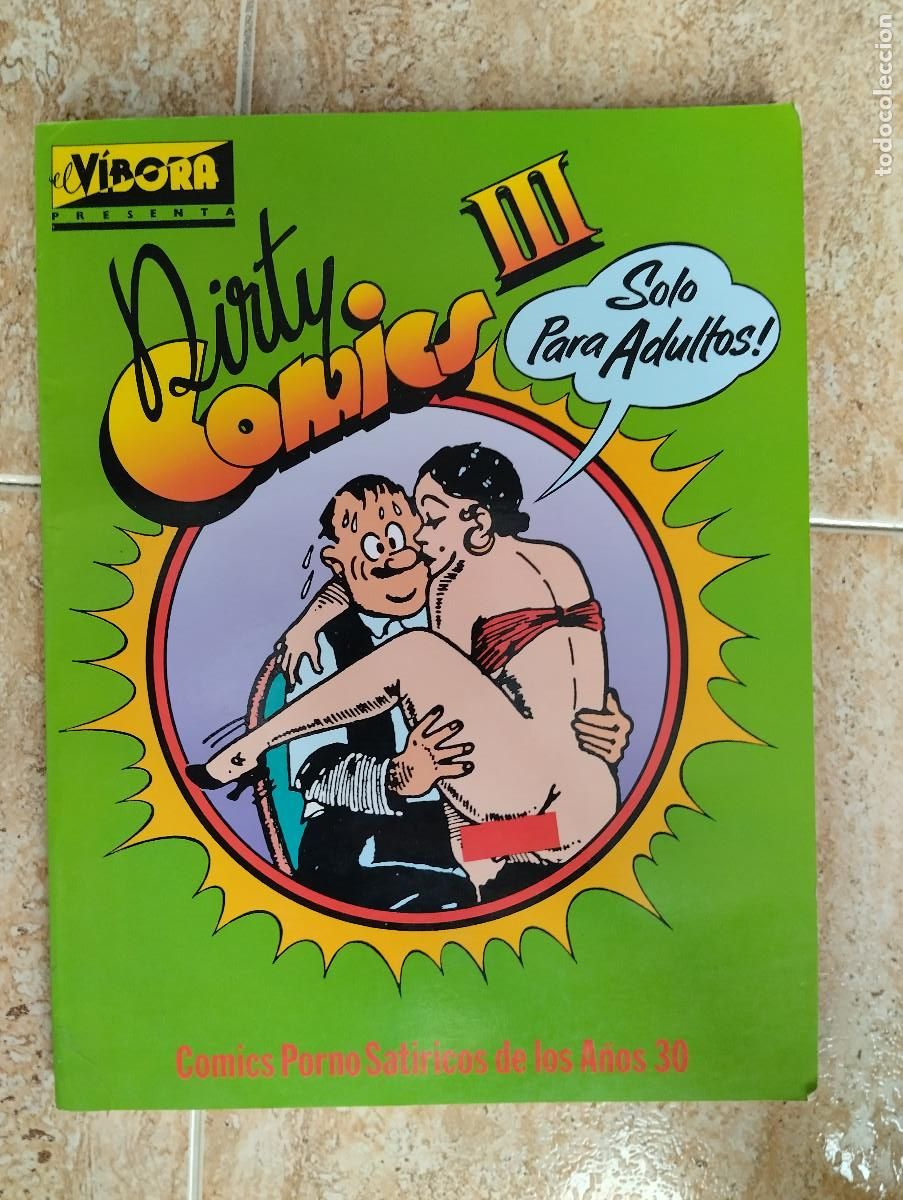 el VÍBORA
PRESENTA
Dirty
Comics III
Solo
Para Adultos!
Comics Porno Satíricos de los Años 30
todocoleccion